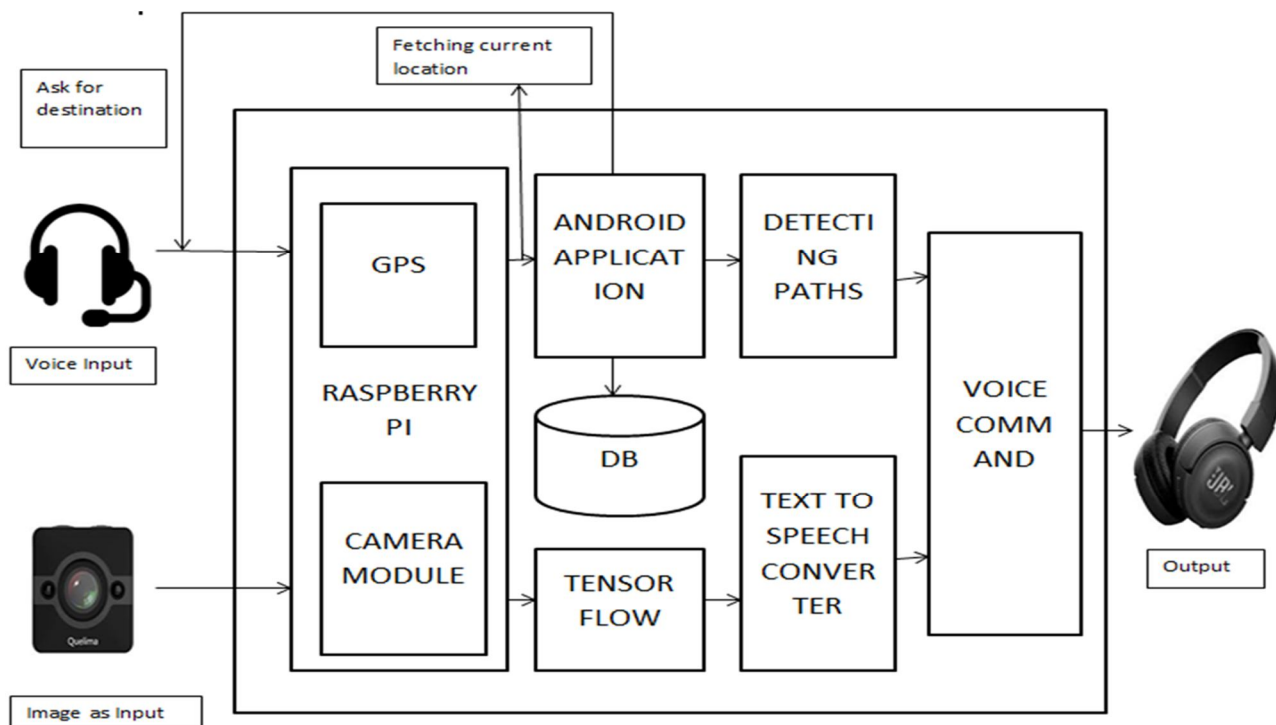 Fetching current
location
Ask for
destination
Voice Input
GPS
RASPBERRY
PI
CAMERA
MODULE
ANDROID
APPLICAT
ION
DB
TENSOR
FLOW
DETECTI
NG
PATHS
TEXT TO
SPEECH
CONVER
TER
VOICE
COMM
AND
JBL
Output
Quelima
Image as Input